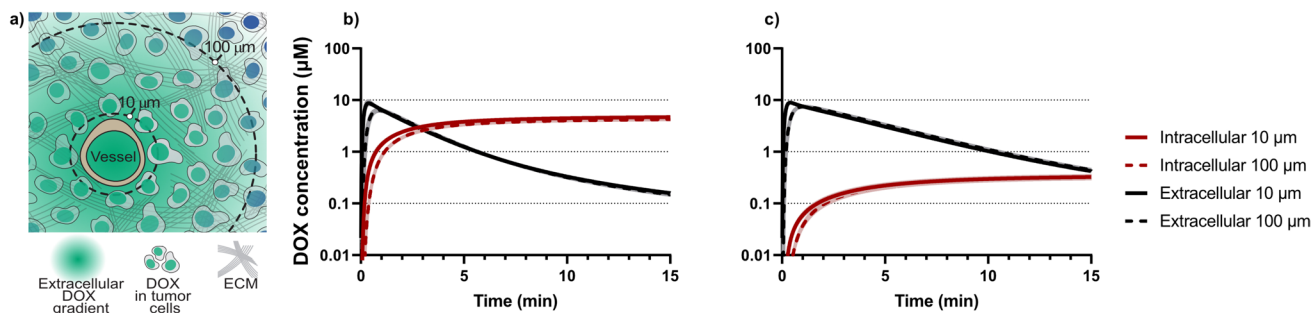 a)
100 μm
10 μm
Vessel
Extracellular
DOX
gradient
DOX
in tumor
cells
ECM
b)
DOX concentration (μM)
100
10
1
0.1
0.01
0
5
10
15
Time (min)
c)
100
10
1
0.1
0.01
0
5
10
15
Time (min)
Intracellular 10 μm
Intracellular 100 μm
Extracellular 10 μm
Extracellular 100 μm